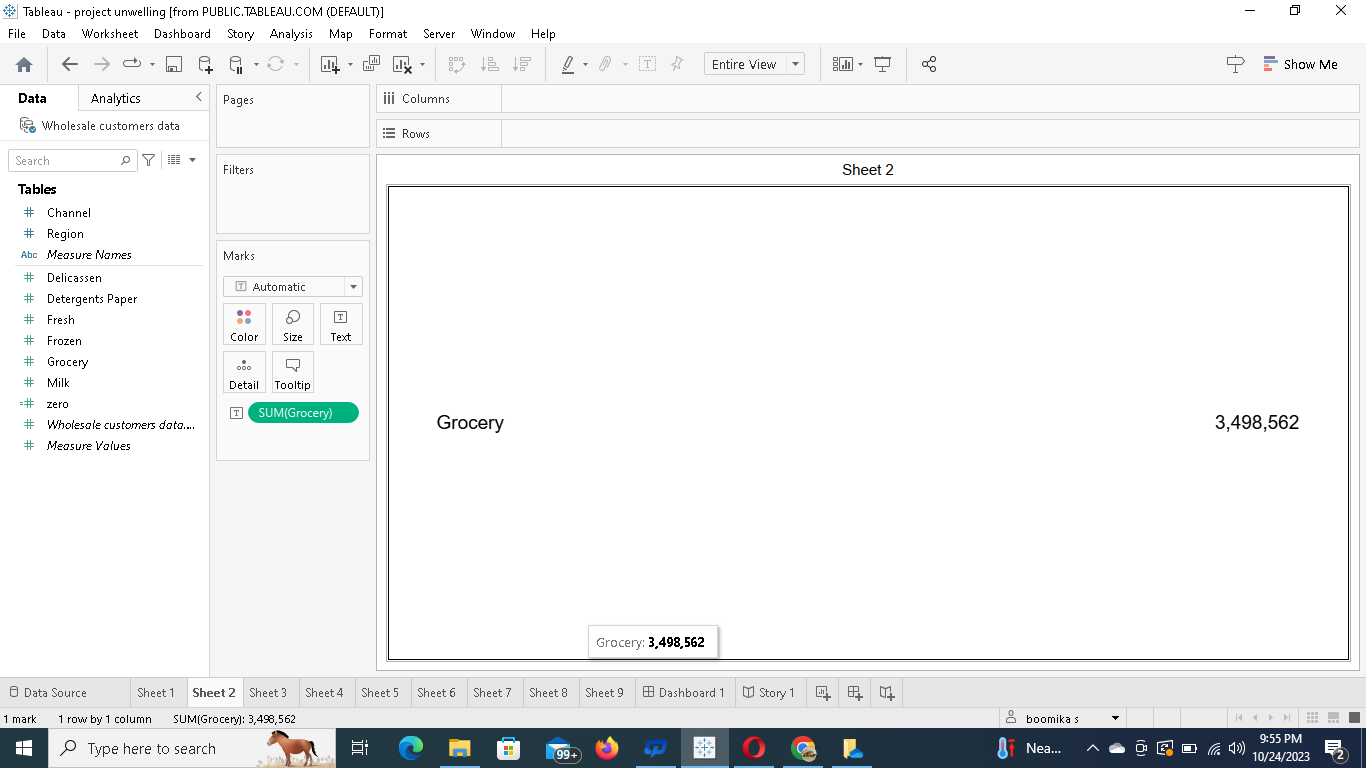 Tableau - project unwelling [from PUBLIC.TABLEAU.COM (DEFAULT)]
File Data Worksheet Dashboard Story Analysis Map Format Server Window Help
Entire View
Show Me
Data Analytics
Wholesale customers data
Search
Tables
Channel
Region
Abc Measure Names
Delicassen
Detergents Paper
Fresh
Frozen
Grocery
Milk
zero
Wholesale customers data....
Measure Values
Pages
Filters
Marks
Automatic
Color Size Text
Detail Tooltip
SUM(Grocery)
Columns
Rows
Sheet 2
Grocery 3,498,562
Grocery: 3,498,562
Data Source Sheet 1 Sheet 2 Sheet 3 Sheet 4 Sheet 5 Sheet 6 Sheet 7 Sheet 8 Sheet 9 Dashboard 1 Story 1
1 mark 1 row by 1 column SUM(Grocery): 3,498,562 boomika s
Type here to search 99+ Nea... 9:55 PM
10/24/2023 2